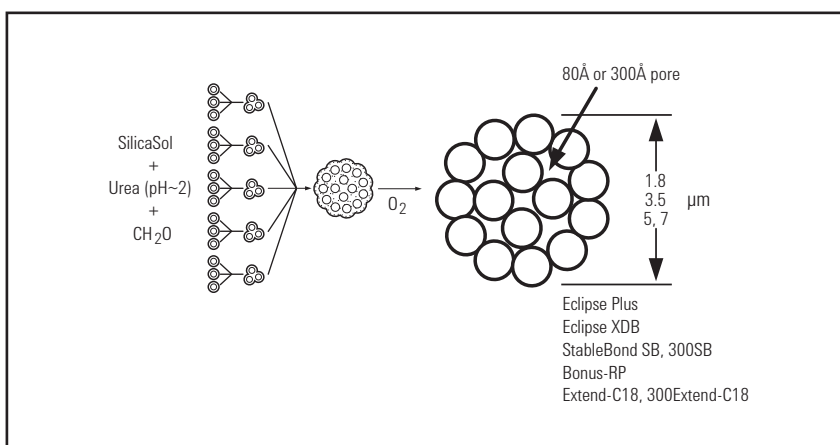 SilicaSol
+
Urea (pH~2)
+
CH2O
O2
80Å or 300Å pore
1.8
3.5
5, 7
µm
Eclipse Plus
Eclipse XDB
StableBond SB, 300SB
Bonus-RP
Extend-C18, 300Extend-C18